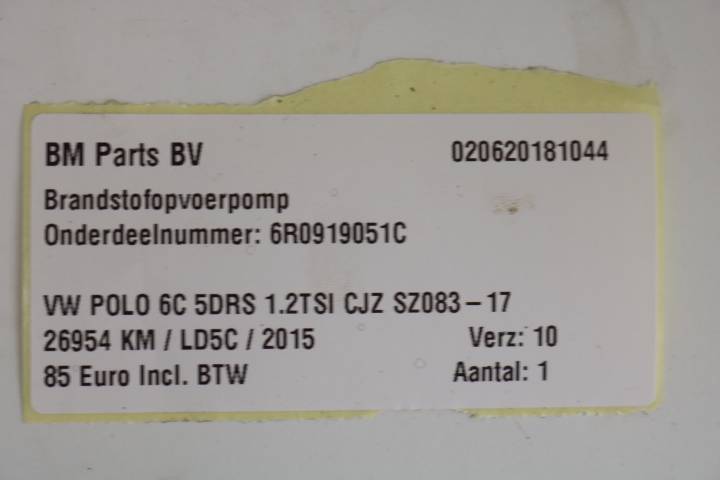 BM Parts BV 020620181044
Brandstofopvoerpomp
Onderdeelnummer: 6R0919051C
VW POLO 6C 5DRS 1.2TSI CJZ SZ083-17
26954 KM / LD5C / 2015 Verz: 10
85 Euro Incl. BTW Aantal: 1